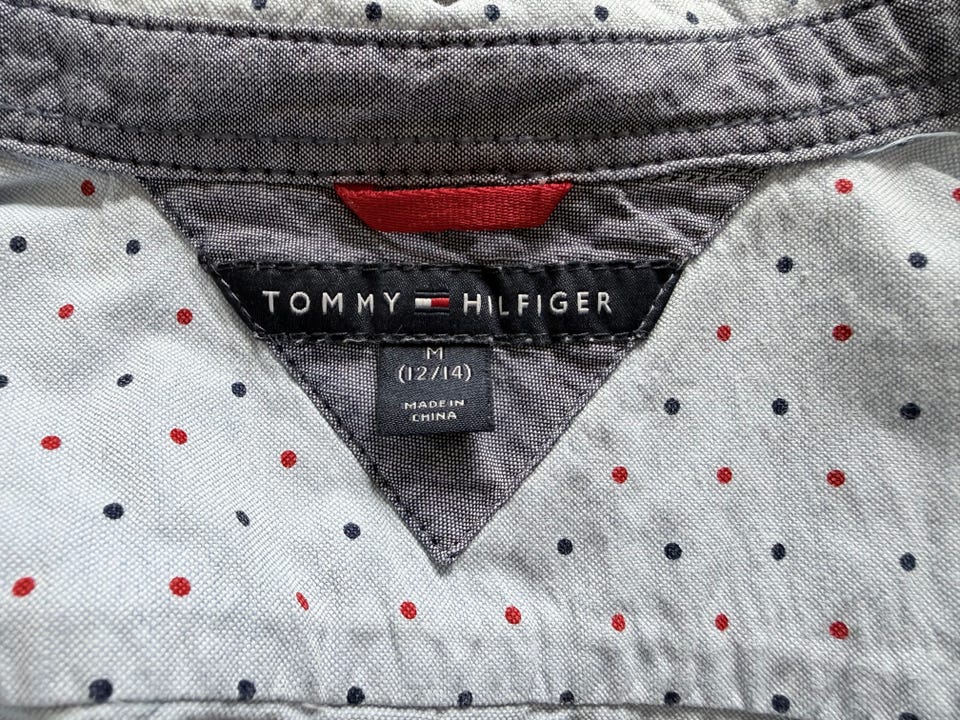 TOMMY HILFIGER
M
(12/14)
MADE IN
CHINA